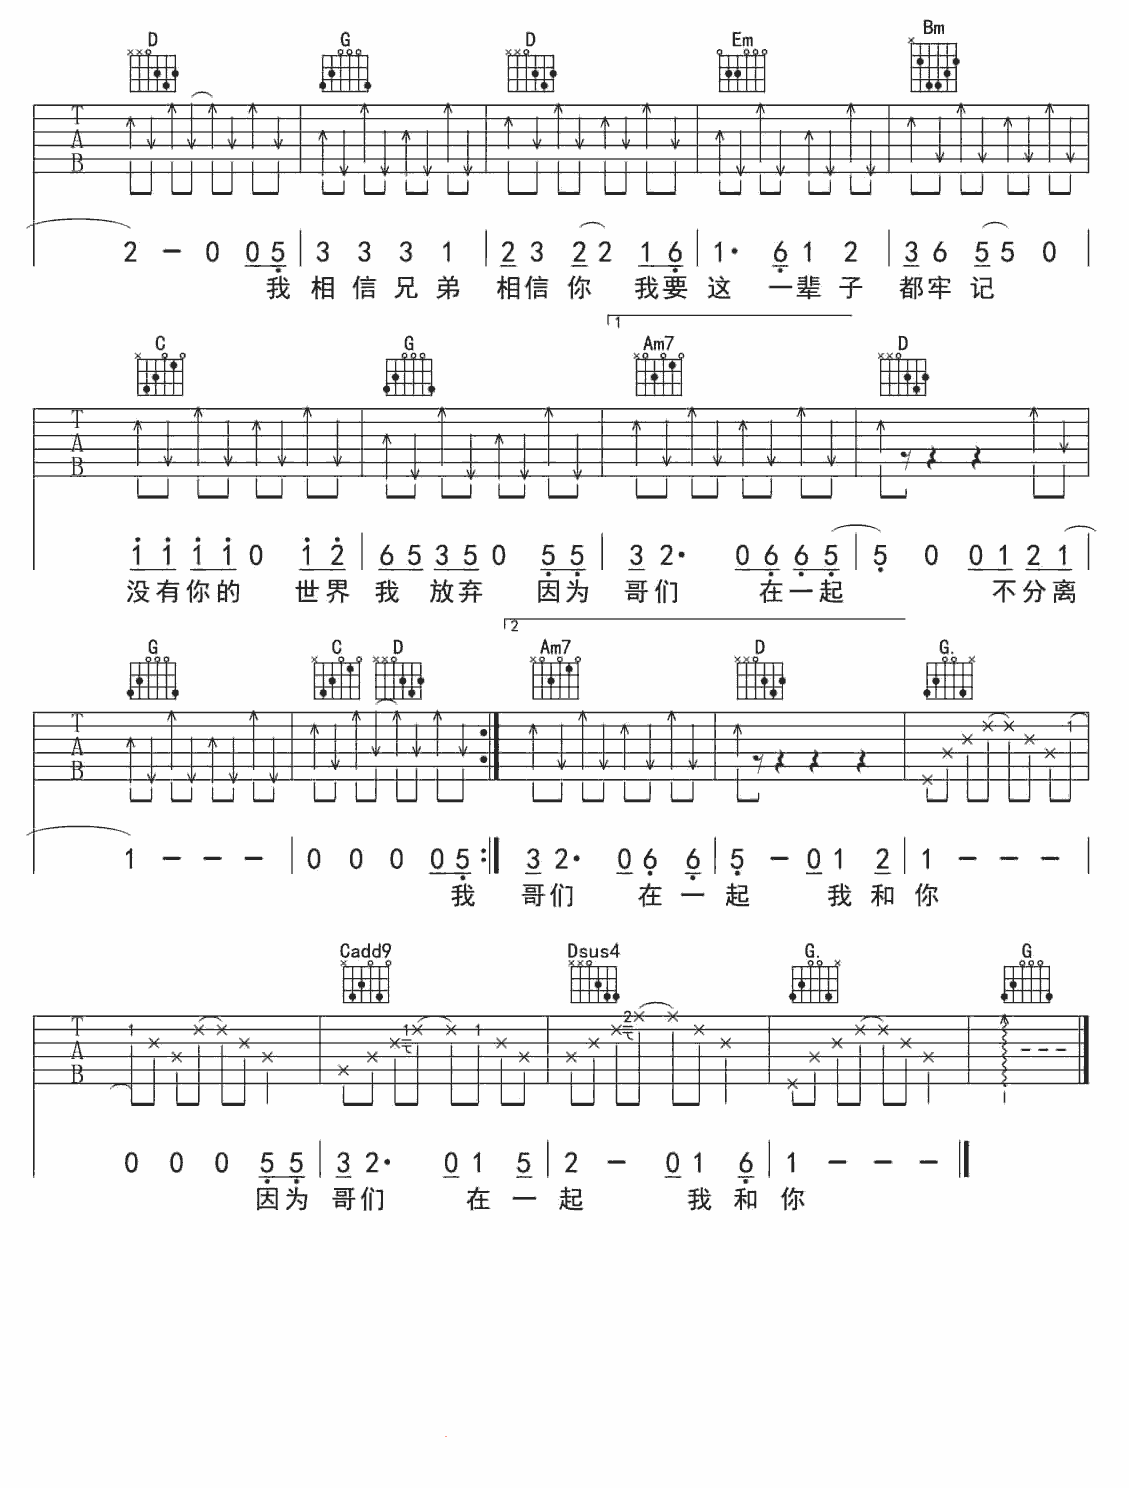 D G D Em Bm
T A B
2 - 0 0 5 | 3 3 3 1 | 2 3 2 2 1 6 | 1· 6 1 2 | 3 6 5 5 0 |
我 相 信 兄 弟 相信 你 我要 这 一辈 子 都牢 记
1
C G Am7 D
T A B
1 1 1 1 0 1 2 | 6 5 3 5 0 5 5 | 3 2· 0 6 6 5 | 5 0 0 1 2 1 |
没有你的 世界 我 放弃 因为 哥们 在一起 不分离
2
G C D Am7 D G.
T A B
1
1 - - - | 0 0 0 0 5 :| 3 2· 0 6 6 | 5 - 0 1 2 | 1 - - - |
我 哥们 在 一 起 我 和 你
Cadd9 Dsus4 G. G
T A B
1 1 1 2
0 0 0 5 5 | 3 2· 0 1 5 | 2 - 0 1 6 | 1 - - - |
因为 哥们 在 一 起 我 和 你